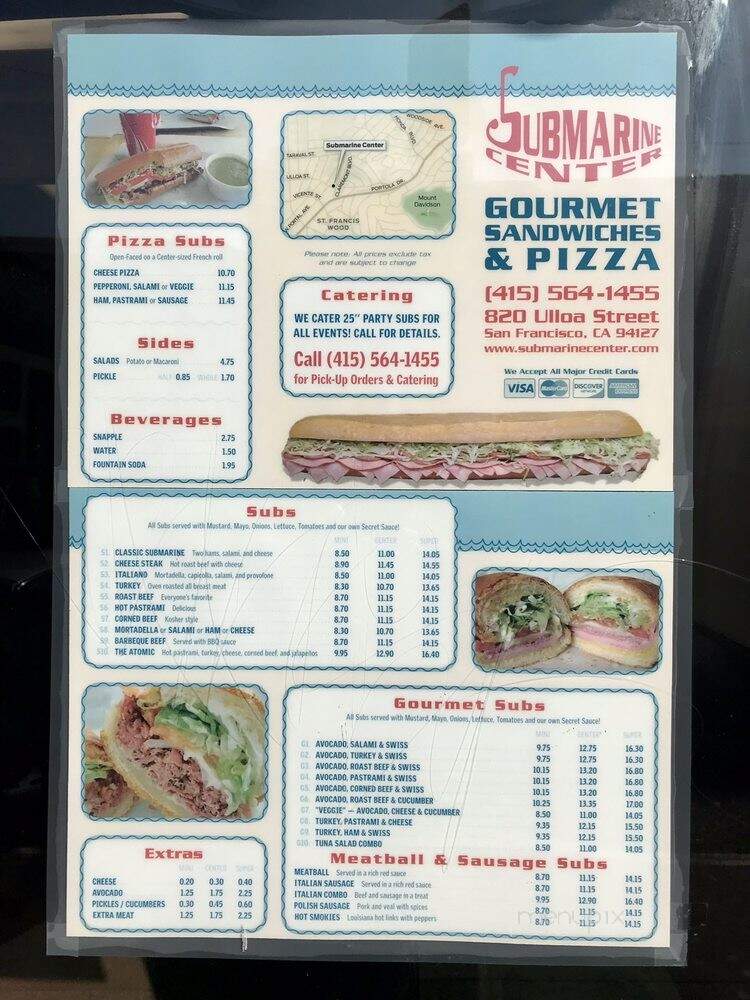 SUBMARINE
CENTER
GOURMET
SANDWICHES
& PIZZA
(415) 564-1455
820 Ulloa Street
San Francisco, CA 94127
www.submarinecenter.com
We Accept All Major Credit Cards
VISA MasterCard DISCOVER AMERICAN EXPRESS
WOODSIDE AVE.
Submarine Center
TARAVAL ST.
ULLOA ST.
CLAREMONT BLVD.
VICENTE ST.
PORTOLA DR.
Mount
Davidson
ST. FRANCIS
WOOD
Please note: All prices exclude tax
and are subject to change
Pizza Subs
Open-Faced on a Center-sized French roll
CHEESE PIZZA 10.70
PEPPERONI, SALAMI or VEGGIE 11.15
HAM, PASTRAMI or SAUSAGE 11.45
Sides
SALADS Potato or Macaroni 4.75
PICKLE HALF 0.85 WHOLE 1.70
Beverages
SNAPPLE 2.75
WATER 1.50
FOUNTAIN SODA 1.95
Catering
WE CATER 25" PARTY SUBS FOR
ALL EVENTS! CALL FOR DETAILS.
Call (415) 564-1455
for Pick-Up Orders & Catering
Subs
All Subs served with Mustard, Mayo, Onions, Lettuce, Tomatoes and our own Secret Sauce!
MINI CENTER SUPER
S1. CLASSIC SUBMARINE Two hams, salami, and cheese 8.50 11.00 14.05
S2. CHEESE STEAK Hot roast beef with cheese 8.90 11.45 14.55
S3. ITALIANO Mortadella, capicolla, salami, and provolone 8.50 11.00 14.05
S4. TURKEY Oven roasted all breast meat 8.30 10.70 13.65
S5. ROAST BEEF Everyone's favorite 8.70 11.15 14.15
S6. HOT PASTRAMI Delicious 8.70 11.15 14.15
S7. CORNED BEEF Kosher style 8.70 11.15 14.15
S8. MORTADELLA or SALAMI or HAM or CHEESE 8.30 10.70 13.65
S9. BARBEQUE BEEF Served with BBQ sauce 8.70 11.15 14.15
S10. THE ATOMIC Hot pastrami, turkey, cheese, corned beef, and jalapeños 9.95 12.90 16.40
Gourmet Subs
All Subs served with Mustard, Mayo, Onions, Lettuce, Tomatoes and our own Secret Sauce!
MINI CENTER SUPER
G1. AVOCADO, SALAMI & SWISS 9.75 12.75 16.30
G2. AVOCADO, TURKEY & SWISS 9.75 12.75 16.30
G3. AVOCADO, ROAST BEEF & SWISS 10.15 13.20 16.80
G4. AVOCADO, PASTRAMI & SWISS 10.15 13.20 16.80
G5. AVOCADO, CORNED BEEF & SWISS 10.15 13.20 16.80
G6. AVOCADO, ROAST BEEF & CUCUMBER 10.25 13.35 17.00
G7. "VEGGIE" — AVOCADO, CHEESE & CUCUMBER 8.50 11.00 14.05
G8. TURKEY, PASTRAMI & CHEESE 9.35 12.15 15.50
G9. TURKEY, HAM & SWISS 9.35 12.15 15.50
G10. TUNA SALAD COMBO 8.50 11.00 14.05
Meatball & Sausage Subs
MEATBALL Served in a rich red sauce 8.70 11.15 14.15
ITALIAN SAUSAGE Served in a rich red sauce 8.70 11.15 14.15
ITALIAN COMBO Beef and sausage in a treat 9.95 12.90 16.40
POLISH SAUSAGE Pork and veal with spices 8.70 11.15 14.15
HOT SMOKIES Louisiana hot links with peppers 8.70 11.15 14.15
Extras
MINI CENTER SUPER
CHEESE 0.20 0.30 0.40
AVOCADO 1.25 1.75 2.25
PICKLES / CUCUMBERS 0.30 0.45 0.60
EXTRA MEAT 1.25 1.75 2.25
menupix